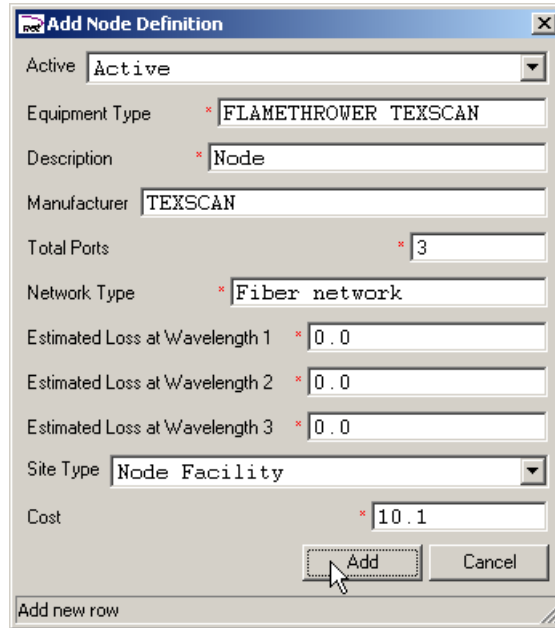 Add Node Definition
Active Active
Equipment Type * FLAMETHROWER TEXSCAN
Description * Node
Manufacturer TEXSCAN
Total Ports * 3
Network Type * Fiber network
Estimated Loss at Wavelength 1 * 0.0
Estimated Loss at Wavelength 2 * 0.0
Estimated Loss at Wavelength 3 * 0.0
Site Type Node Facility
Cost * 10.1
Add Cancel
Add new row